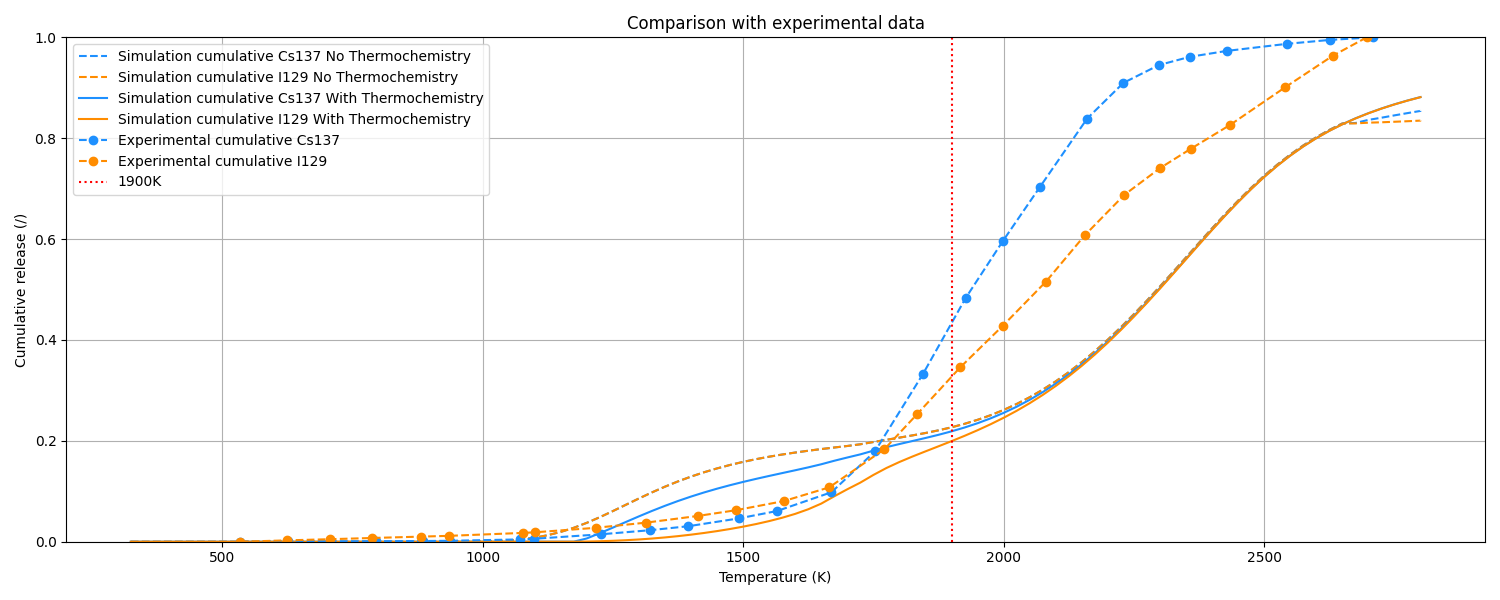 Comparison with experimental data
1.0
0.8
0.6
0.4
0.2
0.0
Cumulative release (/)
Simulation cumulative Cs137 No Thermochemistry
Simulation cumulative I129 No Thermochemistry
Simulation cumulative Cs137 With Thermochemistry
Simulation cumulative I129 With Thermochemistry
Experimental cumulative Cs137
Experimental cumulative I129
1900K
500
1000
1500
2000
2500
Temperature (K)